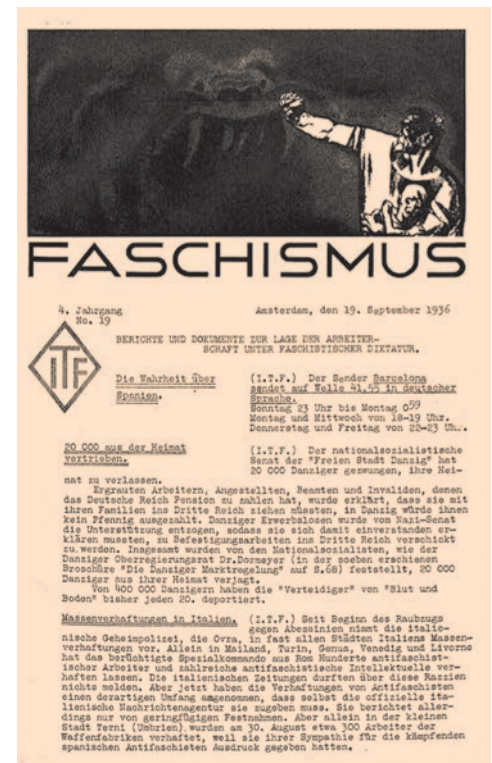 FASCHISMUS
4. Jahrgang
No. 19
Amsterdam, den 19. September 1936
ITF
BERICHTE UND DOKUMENTE ZUR LAGE DER ARBEITER-
SCHAFT UNTER FASCHISTISCHER DIKTATUR.
Die Wahrheit über
Spanien.
(I.T.F.) Der Sender Barcelona
sendet auf Welle 41,55 in deutscher
Sprache.
Sonntag 23 Uhr bis Montag 0⁵⁹
Montag und Mittwoch von 18-19 Uhr.
Donnerstag und Freitag von 22-23 Uhr.
20 000 aus der Heimat
vertrieben.
(I.T.F.) Der nationalsozialistische
Senat der "Freien Stadt Danzig" hat
20 000 Danziger gezwungen, ihre Hei-
mat zu verlassen.
Ergrauten Arbeitern, Angestellten, Beamten und Invaliden, denen
das Deutsche Reich Pension zu zahlen hat, wurde erklärt, dass sie mit
ihren Familien ins Dritte Reich ziehen müssten, in Danzig würde ihnen
kein Pfennig ausgezahlt. Danziger Erwerbslosen wurde von Nazi-Senat
die Unterstützung entzogen, sodass sie sich damit einverstanden er-
klären mussten, zu Befestigungsarbeiten ins Dritte Reich verschickt
zu werden. Insgesamt wurden von den Nationalsozialisten, wie der
Danziger Oberregierungsrat Dr.Dormeyer (in der soeben erschienen
Broschüre "Die Danziger Marktregelung" auf S.68) feststellt, 20 000
Danziger aus ihrer Heimat verjagt.
Von 400 000 Danzigern haben die "Verteidiger" von "Blut und
Boden" bisher jeden 20. deportiert.
Massenverhaftungen in Italien.
(I.T.F.) Seit Beginn des Raubzugs
gegen Abessinien nimmt die italie-
nische Geheimpolizei, die Ovra, in fast allen Städten Italiens Massen-
verhaftungen vor. Allein in Mailand, Turin, Genua, Venedig und Livorno
hat das berüchtigte Spezialkommando aus Rom Hunderte antifaschist-
ischer Arbeiter und zahlreiche antifaschistische Intellektuelle ver-
haften lassen. Die italienischen Zeitungen durften über diese Razzien
nichts melden. Aber jetzt haben die Verhaftungen von Antifaschisten
einen derartigen Umfang angenommen, dass selbst die offizielle ita-
lienische Nachrichtenagentur sie zugeben muss. Sie berichtet aller-
dings nur von geringfügigen Festnahmen. Aber allein in der kleinen
Stadt Terni (Umbrien) wurden am 30. August etwa 300 Arbeiter der
Waffenfabriken verhaftet, weil sie ihrer Sympathie für die kämpfenden
spanischen Antifaschisten Ausdruck gegeben hatten.